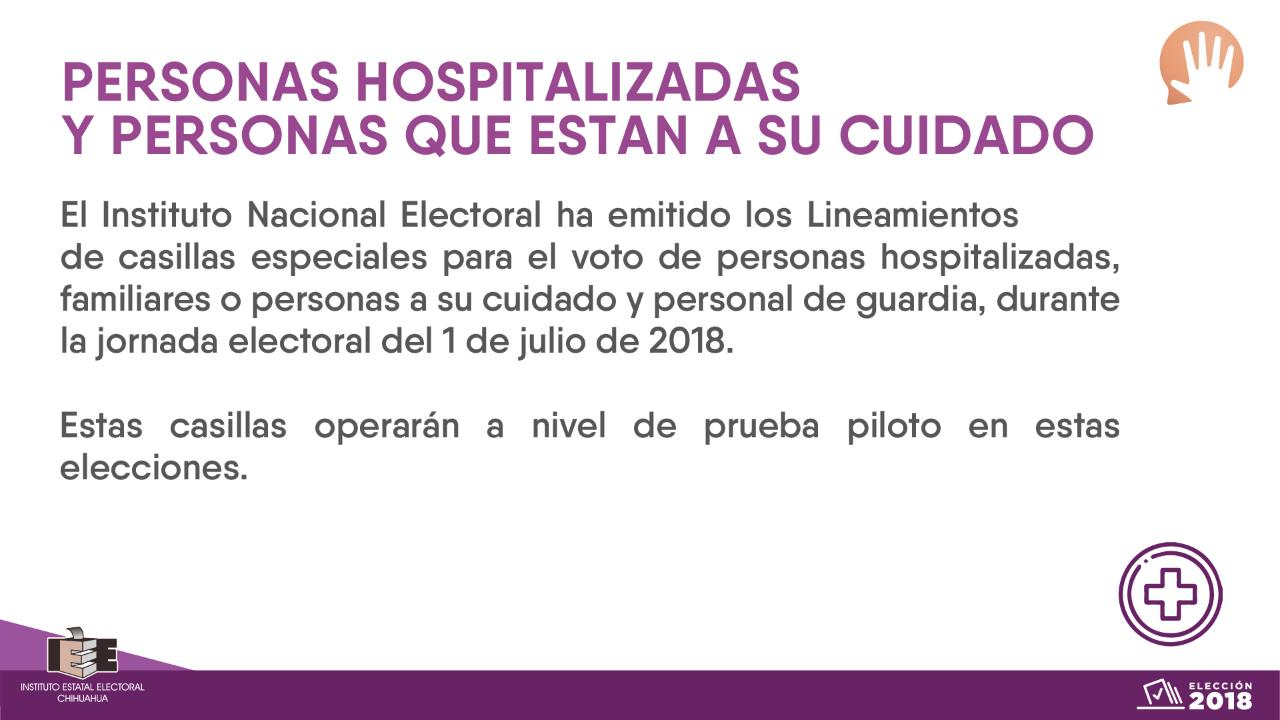 PERSONAS HOSPITALIZADAS
Y PERSONAS QUE ESTAN A SU CUIDADO
El Instituto Nacional Electoral ha emitido los Lineamientos
de casillas especiales para el voto de personas hospitalizadas,
familiares o personas a su cuidado y personal de guardia, durante
la jornada electoral del 1 de julio de 2018.
Estas casillas operarán a nivel de prueba piloto en estas
elecciones.
IEE
INSTITUTO ESTATAL ELECTORAL
CHIHUAHUA
ELECCIÓN
2018